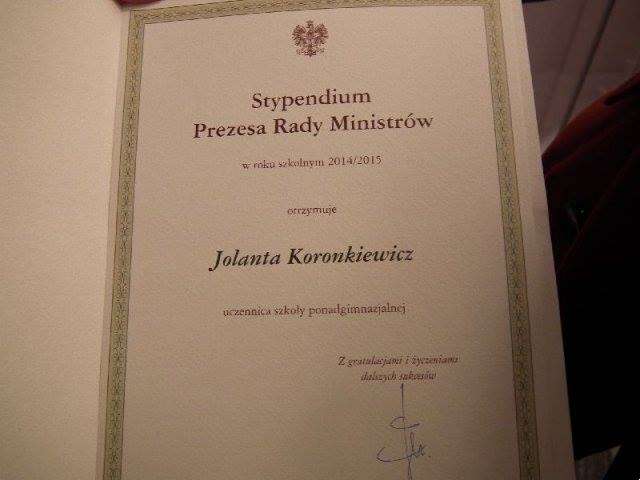 Stypendium
Prezesa Rady Ministrów
w roku szkolnym 2014/2015
otrzymuje
Jolanta Koronkiewicz
uczennica szkoły ponadgimnazjalnej
Z gratulacjami i życzeniami
dalszych sukcesów